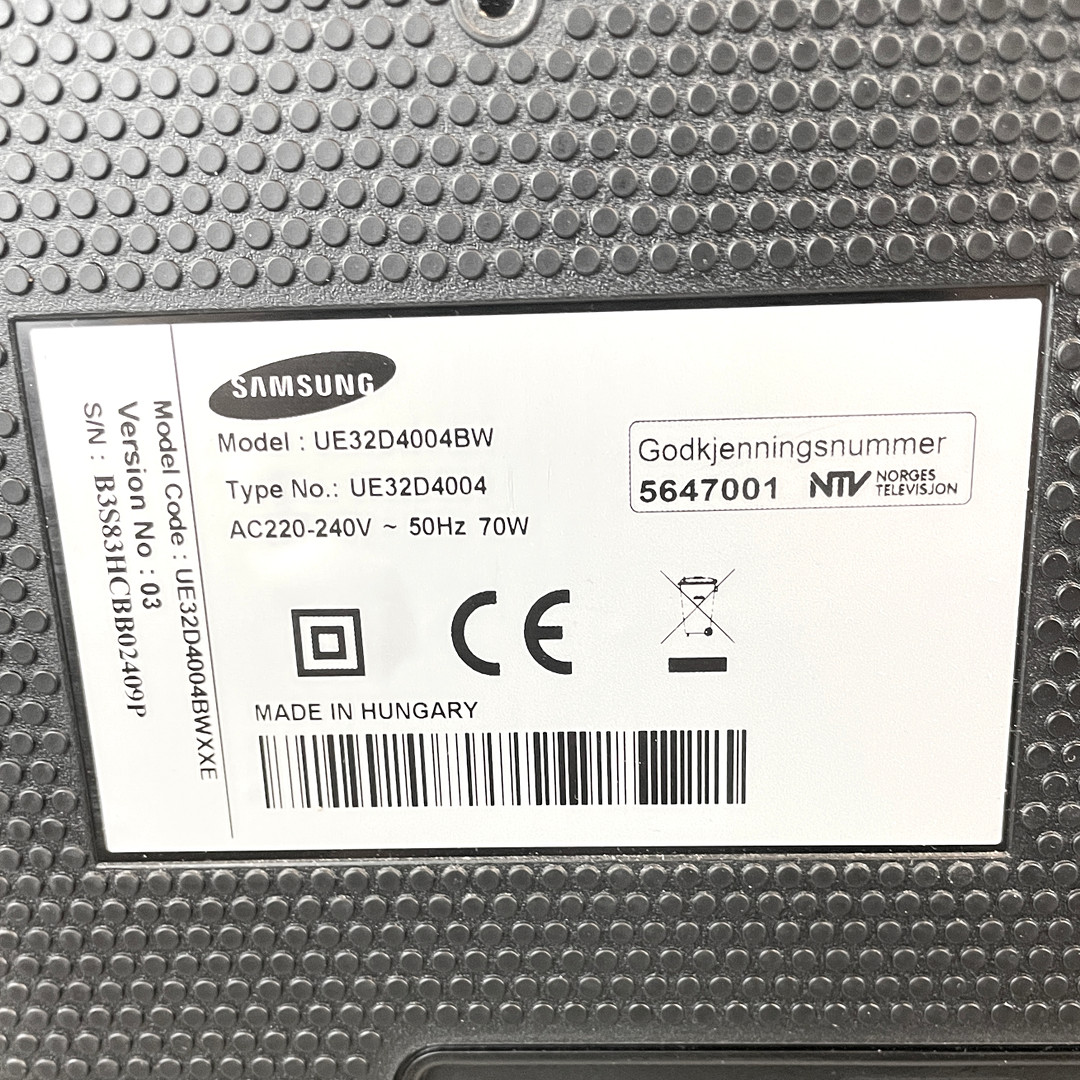 SAMSUNG
Model : UE32D4004BW
Type No.: UE32D4004
AC220-240V ~ 50Hz 70W
Godkjenningsnummer
5647001 NTV NORGES TELEVISJON
CE
MADE IN HUNGARY
Model Code : UE32D4004BWXXE
Version No : 03
S/N : B3S83HCBB02409P